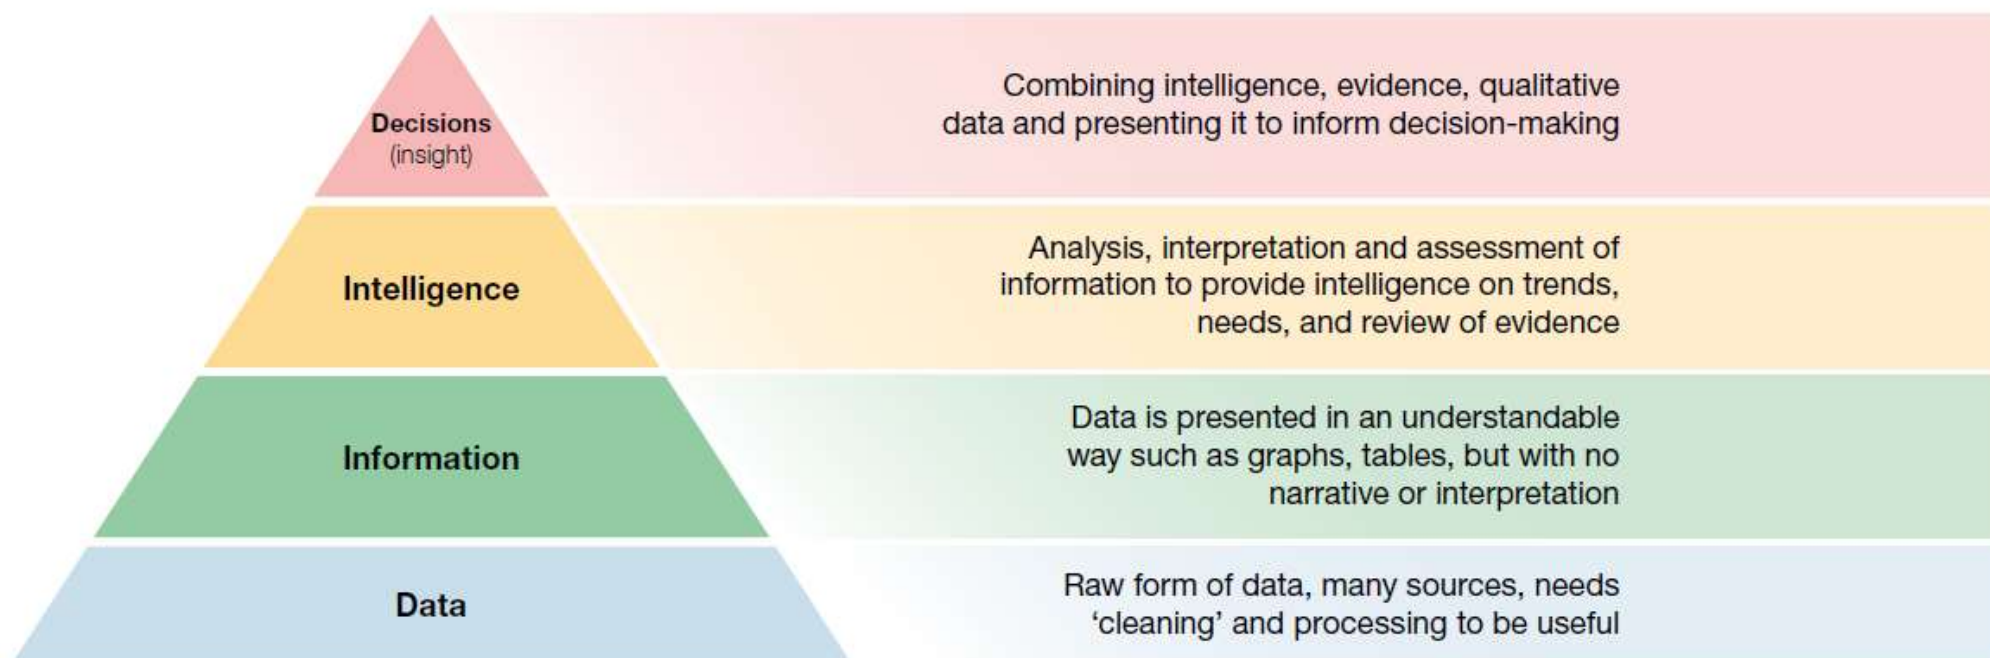 Decisions
(insight)
Combining intelligence, evidence, qualitative
data and presenting it to inform decision-making
Intelligence
Analysis, interpretation and assessment of
information to provide intelligence on trends,
needs, and review of evidence
Information
Data is presented in an understandable
way such as graphs, tables, but with no
narrative or interpretation
Data
Raw form of data, many sources, needs
‘cleaning’ and processing to be useful